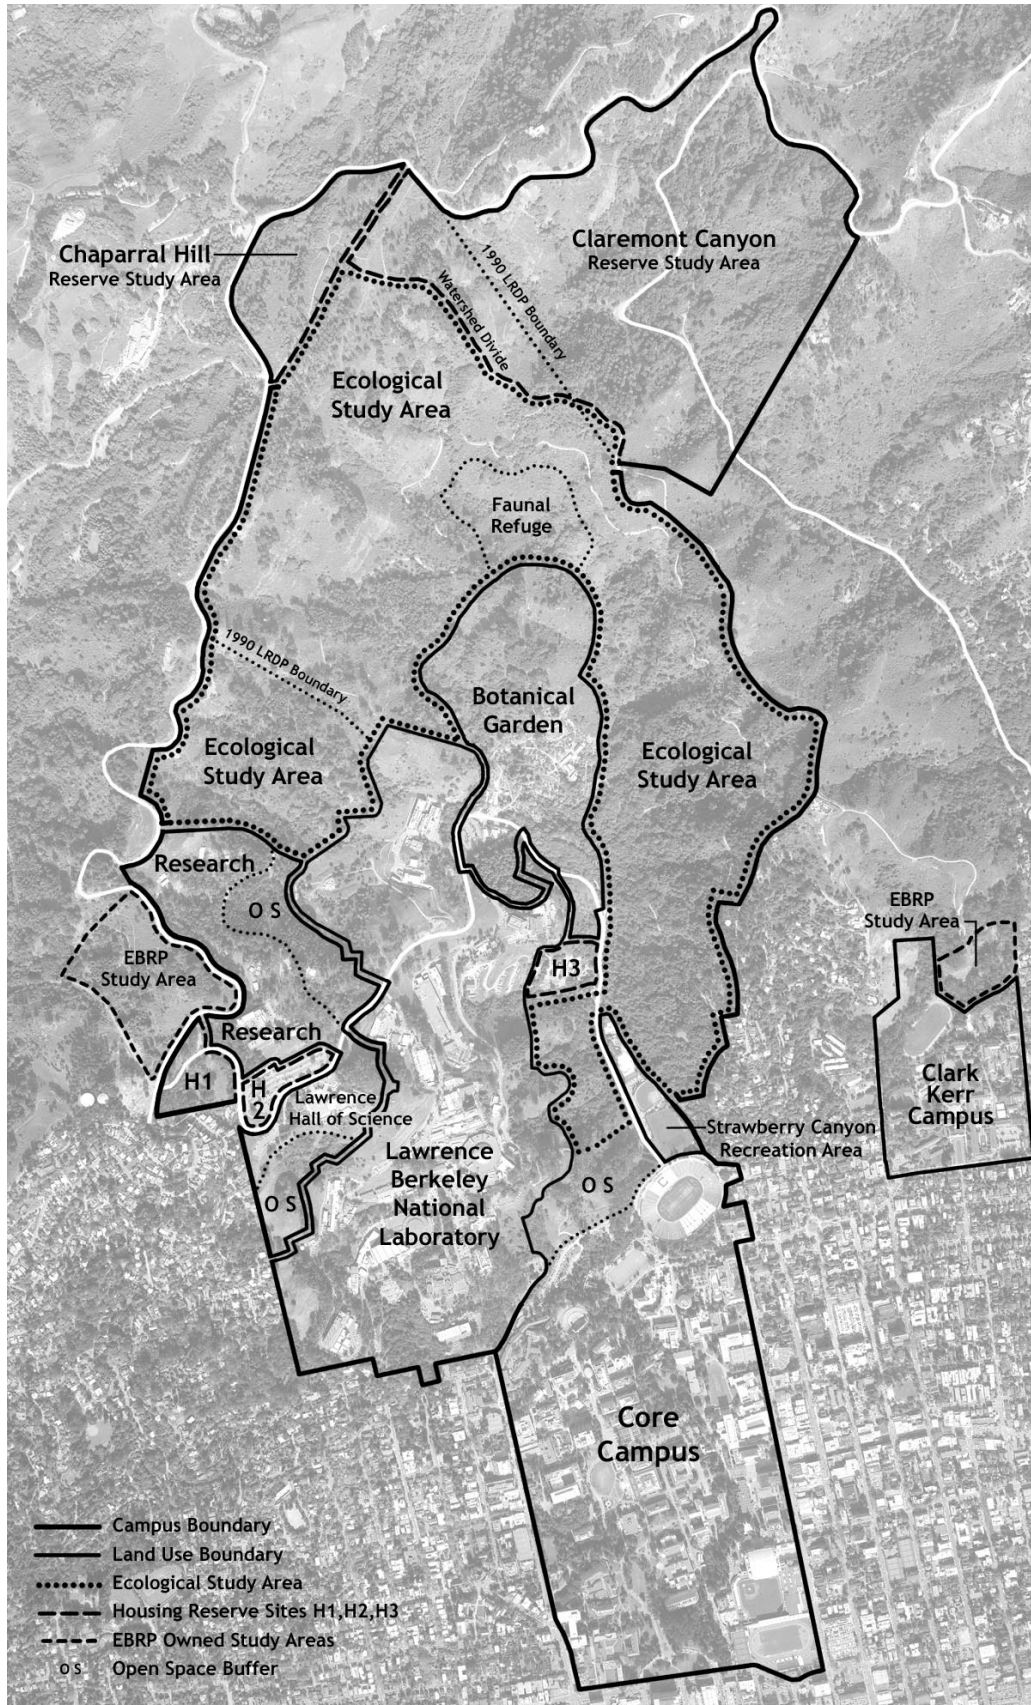 Chaparral Hill
Reserve Study Area
Claremont Canyon
Reserve Study Area
1990 LRDP Boundary
Watershed Divide
Ecological
Study Area
Faunal
Refuge
1990 LRDP Boundary
Botanical
Garden
Ecological
Study Area
Ecological
Study Area
Research
O S
EBRP
Study Area
EBRP
Study Area
H3
Research
H1
H
2
Lawrence
Hall of Science
Clark
Kerr
Campus
Strawberry Canyon
Recreation Area
Lawrence
Berkeley
National
Laboratory
O S
O S
C
Core
Campus
Campus Boundary
Land Use Boundary
Ecological Study Area
Housing Reserve Sites H1,H2,H3
EBRP Owned Study Areas
O S Open Space Buffer